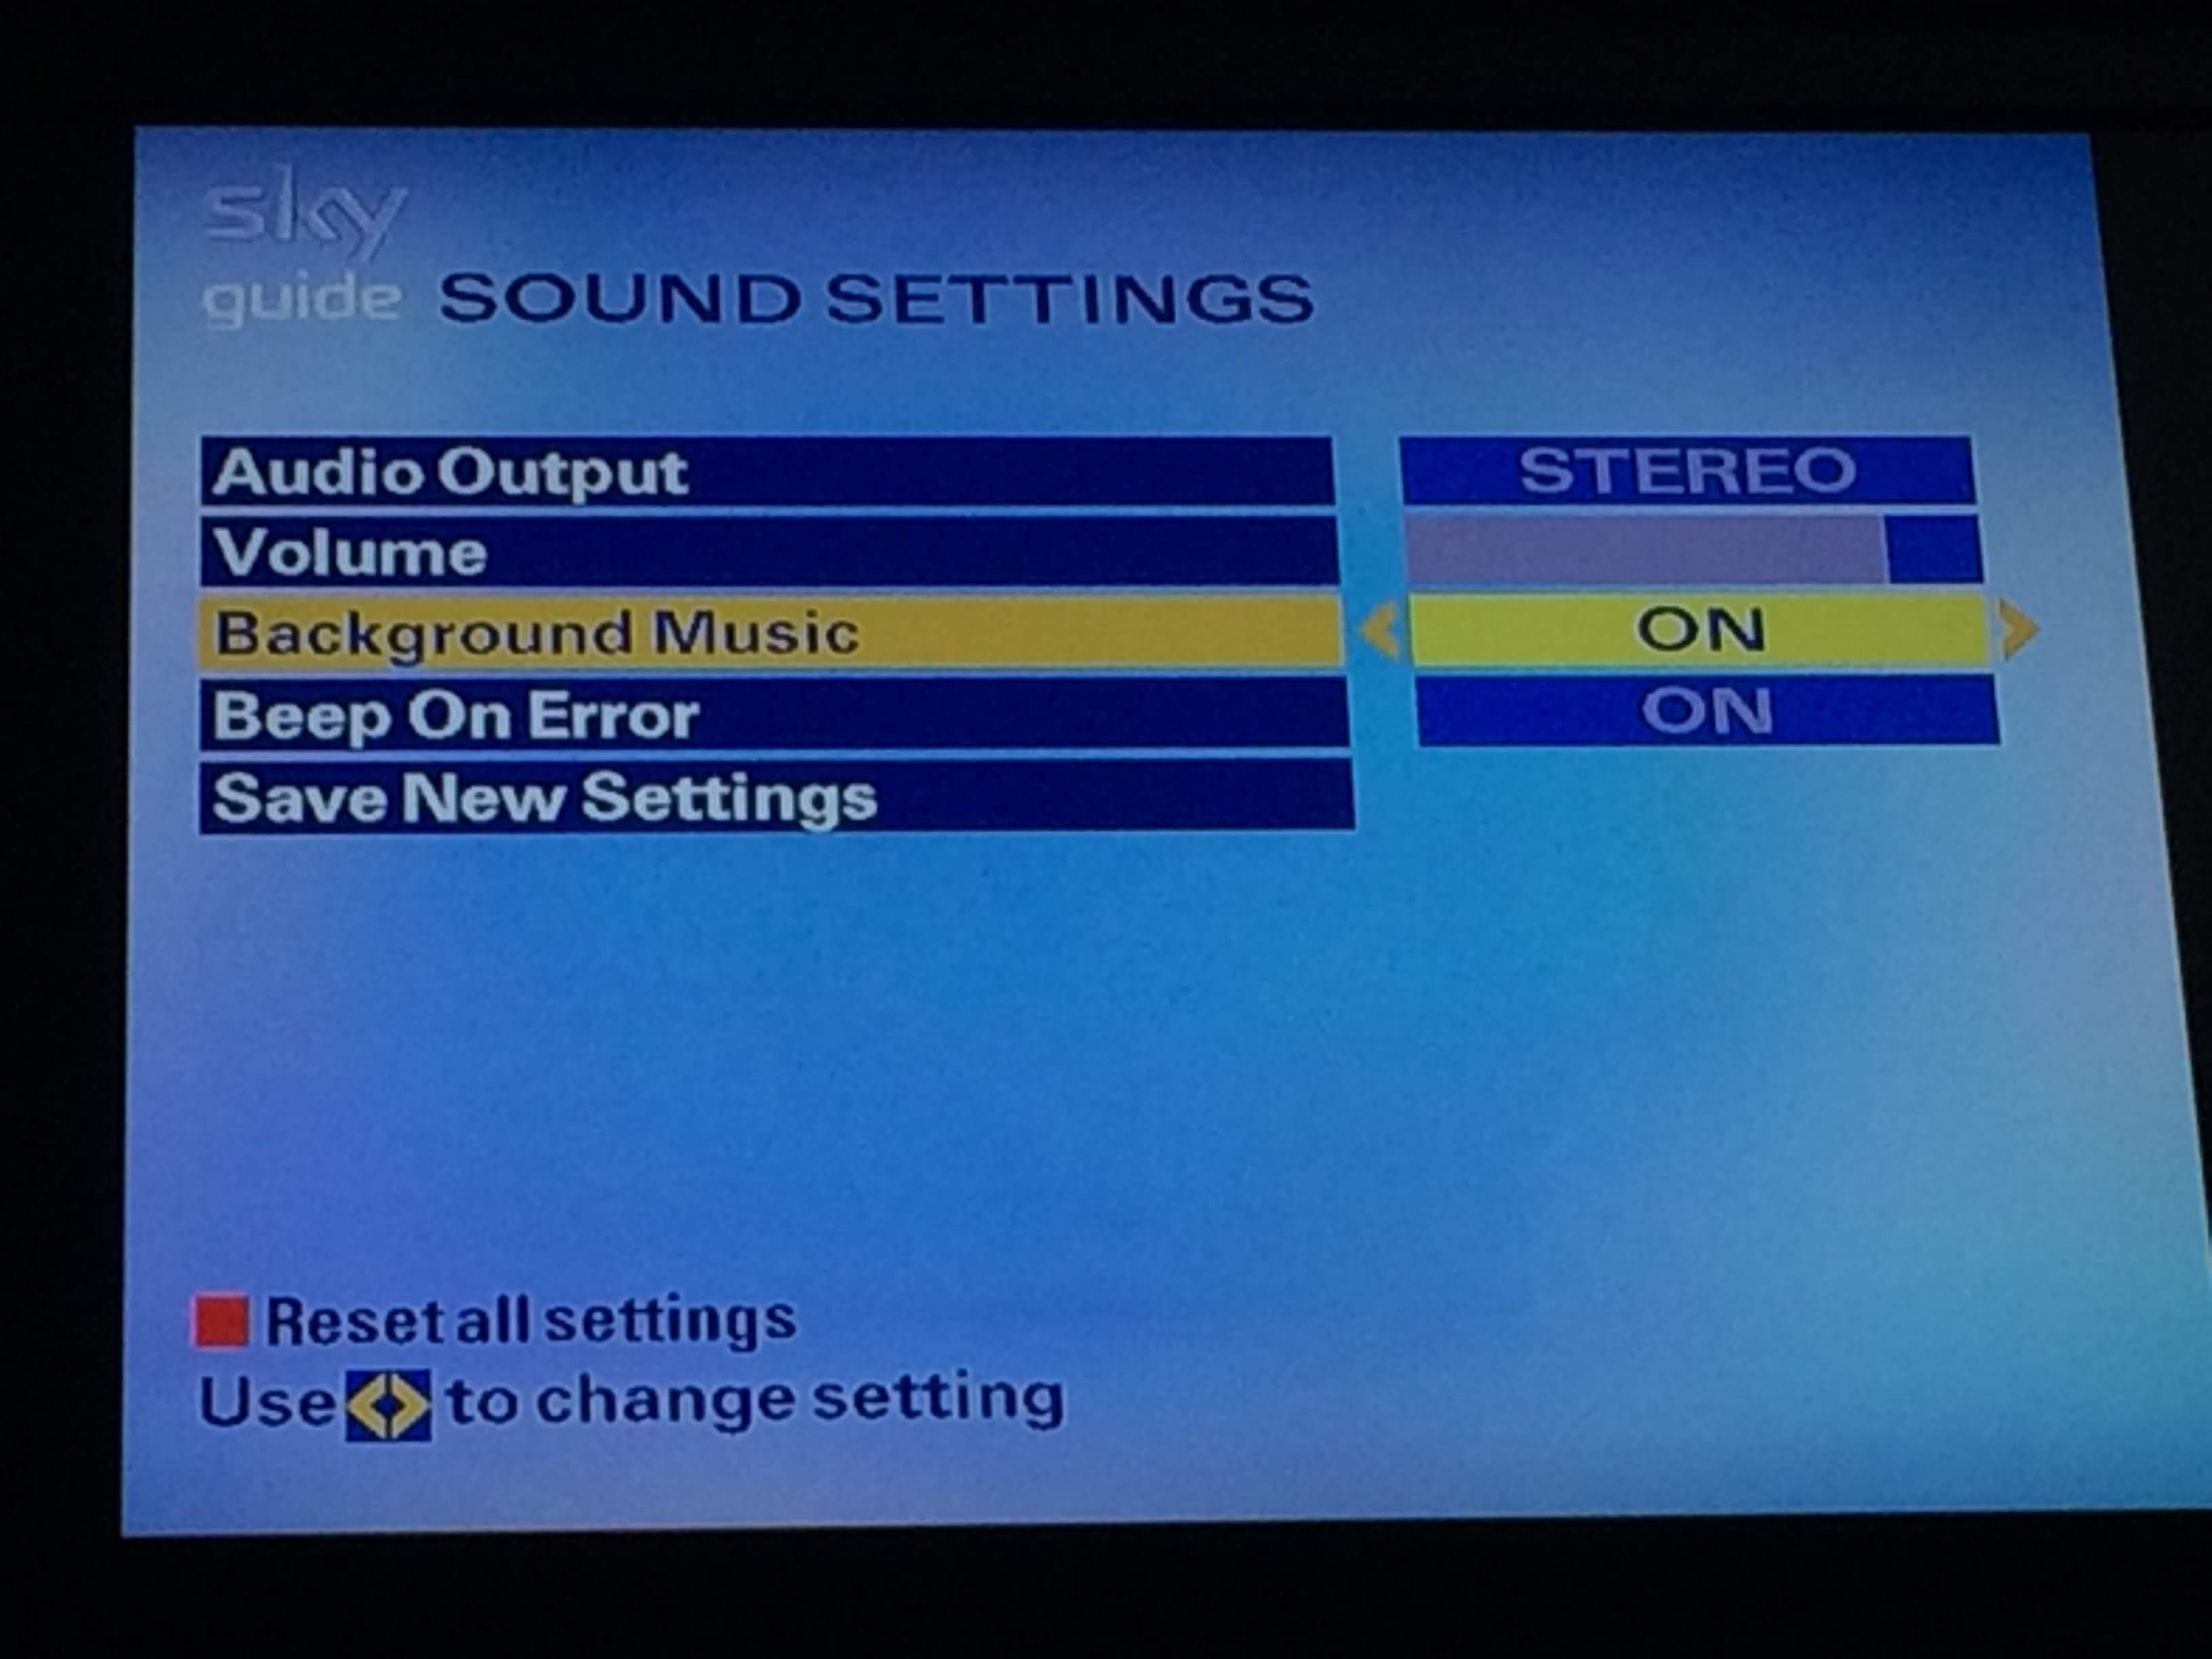 sky
guide SOUND SETTINGS
Audio Output STEREO
Volume
Background Music ON
Beep On Error ON
Save New Settings
Reset all settings
Use to change setting